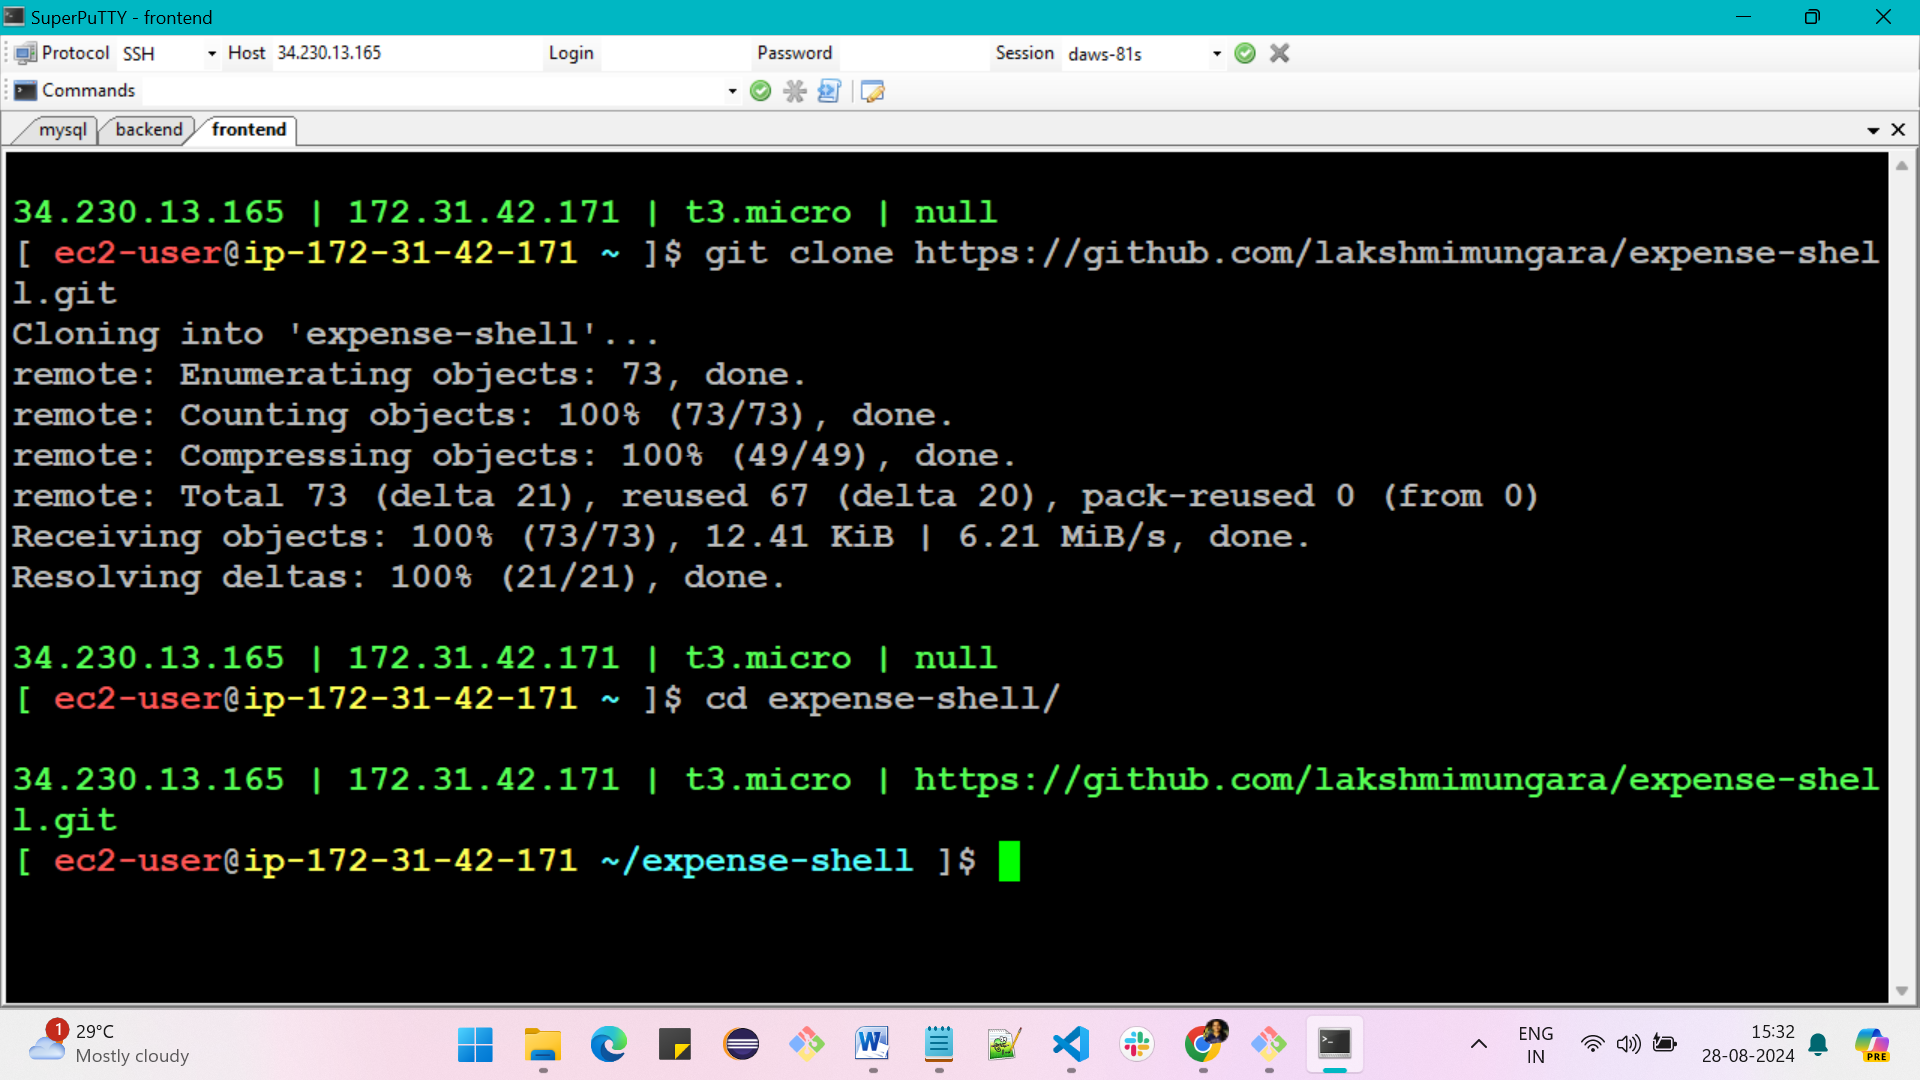 SuperPuTTY - frontend
Protocol SSH Host 34.230.13.165 Login Password Session daws-81s
Commands
mysql backend frontend
34.230.13.165 | 172.31.42.171 | t3.micro | null
[ ec2-user@ip-172-31-42-171 ~ ]$ git clone https://github.com/lakshmimungara/expense-shel
l.git
Cloning into 'expense-shell'...
remote: Enumerating objects: 73, done.
remote: Counting objects: 100% (73/73), done.
remote: Compressing objects: 100% (49/49), done.
remote: Total 73 (delta 21), reused 67 (delta 20), pack-reused 0 (from 0)
Receiving objects: 100% (73/73), 12.41 KiB | 6.21 MiB/s, done.
Resolving deltas: 100% (21/21), done.
34.230.13.165 | 172.31.42.171 | t3.micro | null
[ ec2-user@ip-172-31-42-171 ~ ]$ cd expense-shell/
34.230.13.165 | 172.31.42.171 | t3.micro | https://github.com/lakshmimungara/expense-shel
l.git
[ ec2-user@ip-172-31-42-171 ~/expense-shell ]$
1 29°C
Mostly cloudy
ENG
IN
15:32
28-08-2024
PRE